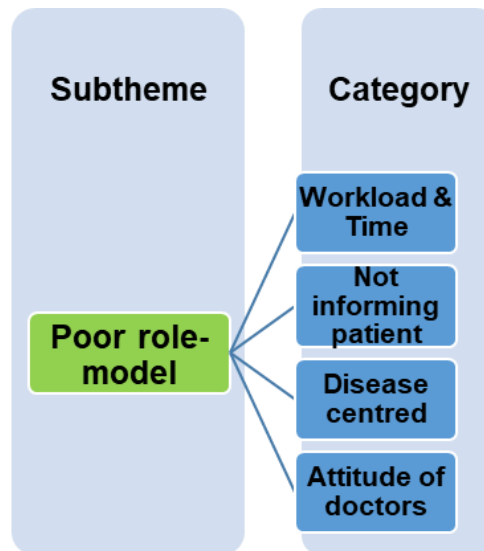 Subtheme
Category
Workload &
Time
Not
informing
patient
Poor role-
model
Disease
centred
Attitude of
doctors